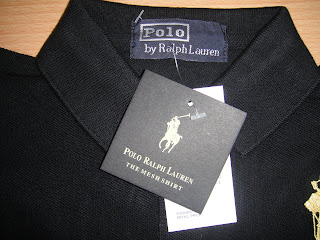 Polo
by Ralph Lauren
POLO RALPH LAUREN
THE MESH SHIRT